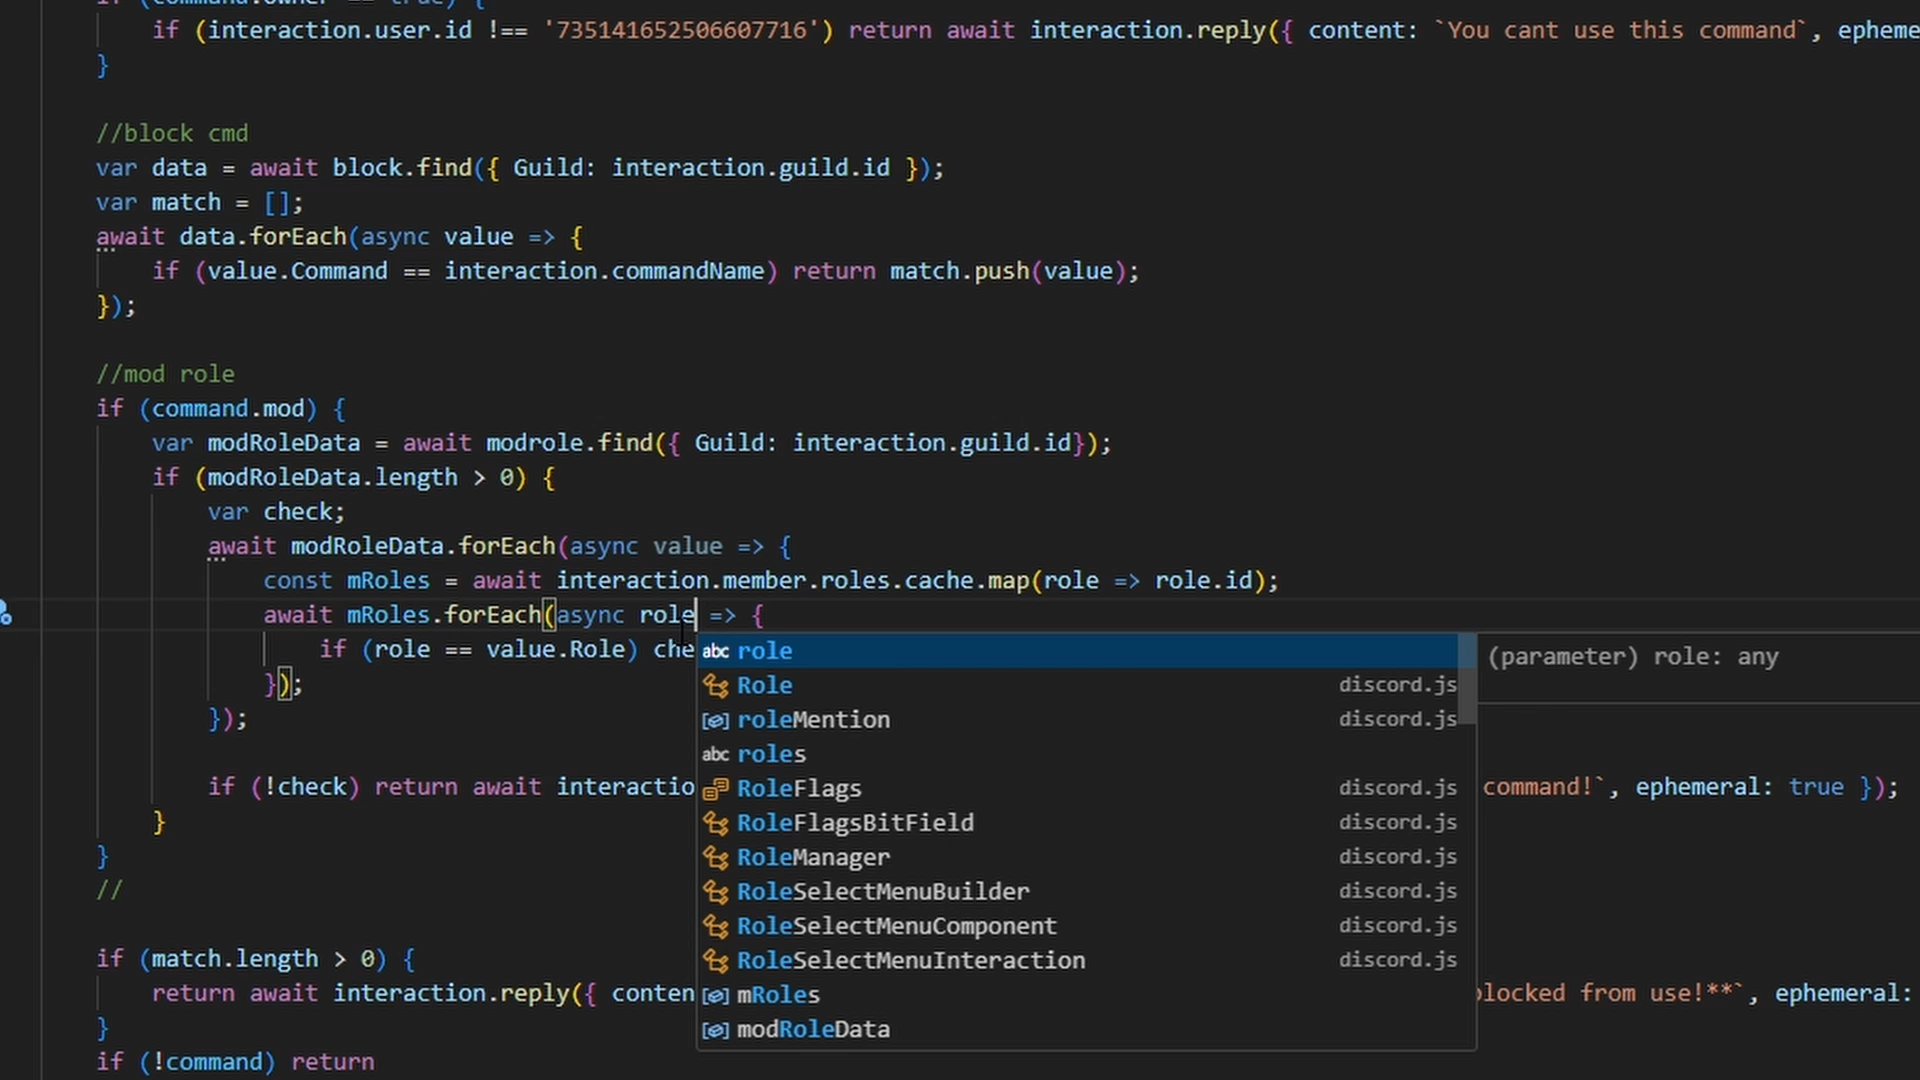 if (command.owner == true) {
if (interaction.user.id !== '735141652506607716') return await interaction.reply({ content: `You cant use this command`, epheme
}
//block cmd
var data = await block.find({ Guild: interaction.guild.id });
var match = [];
await data.forEach(async value => {
if (value.Command == interaction.commandName) return match.push(value);
});
//mod role
if (command.mod) {
var modRoleData = await modrole.find({ Guild: interaction.guild.id});
if (modRoleData.length > 0) {
var check;
await modRoleData.forEach(async value => {
const mRoles = await interaction.member.roles.cache.map(role => role.id);
await mRoles.forEach(async role => {
if (role == value.Role) che
});
});
if (!check) return await interactio command!`, ephemeral: true });
}
}
//
if (match.length > 0) {
return await interaction.reply({ conten locked from use!**`, ephemeral:
}
if (!command) return
role
(parameter) role: any
Role discord.js
roleMention discord.js
roles
RoleFlags discord.js
RoleFlagsBitField discord.js
RoleManager discord.js
RoleSelectMenuBuilder discord.js
RoleSelectMenuComponent discord.js
RoleSelectMenuInteraction discord.js
mRoles
modRoleData